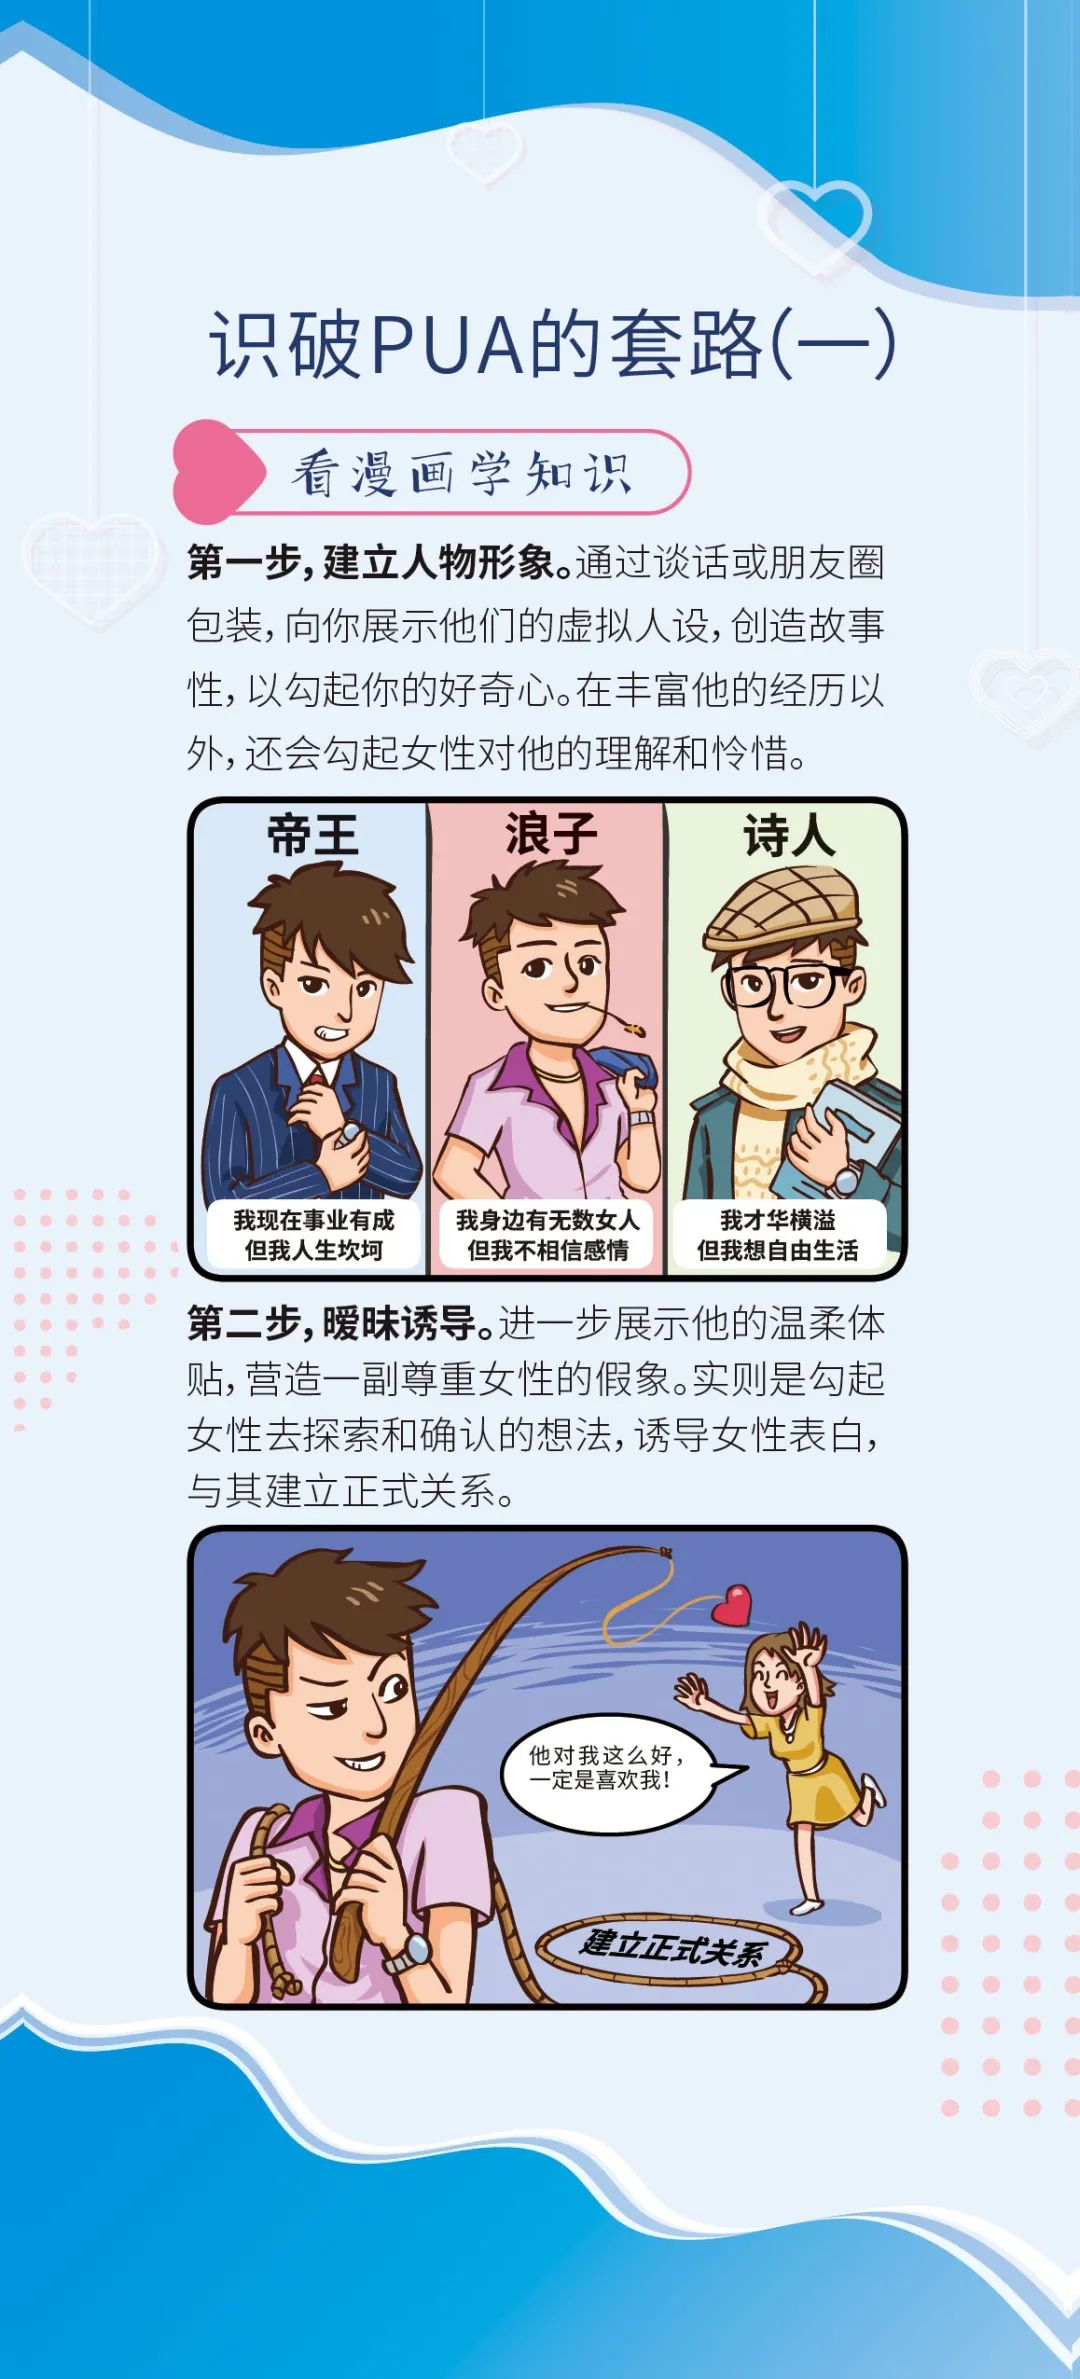 识破PUA的套路(一)
看漫画学知识
第一步，建立人物形象。通过谈话或朋友圈
包装，向你展示他们的虚拟人设，创造故事
性，以勾起你的好奇心。在丰富他的经历以
外，还会勾起女性对他的理解和怜惜。
帝王
浪子
诗人
我现在事业有成
但我人生坎坷
我身边有无数女人
但我不相信感情
我才华横溢
但我想自由生活
第二步，暧昧诱导。进一步展示他的温柔体
贴，营造一副尊重女性的假象。实则是勾起
女性去探索和确认的想法，诱导女性表白，
与其建立正式关系。
他对我这么好，
一定是喜欢我！
建立正式关系